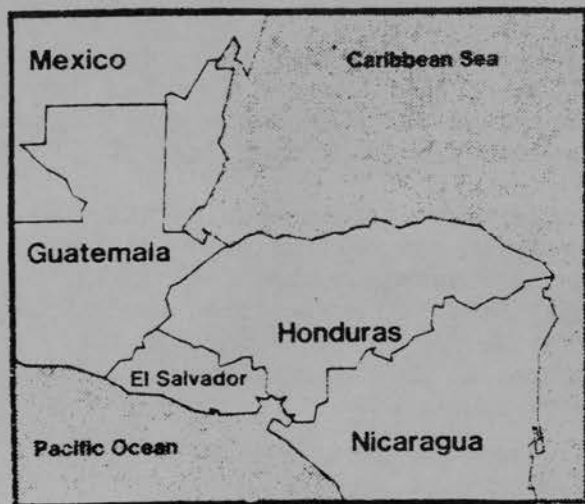 Mexico
Caribbean Sea
Guatemala
Honduras
El Salvador
Pacific Ocean
Nicaragua